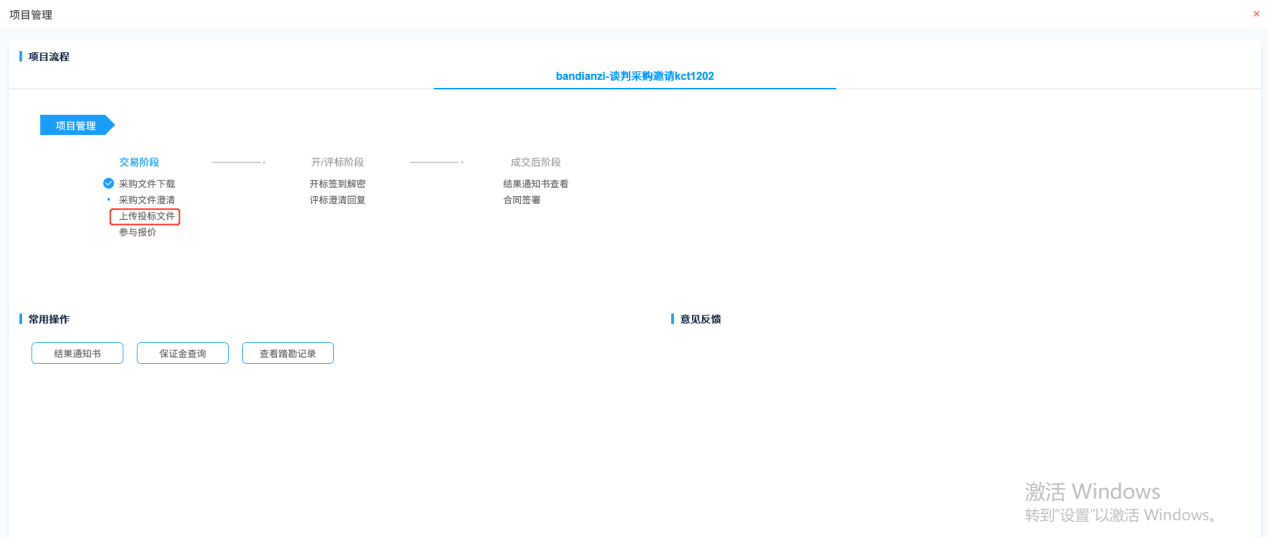 项目管理
×
项目流程
bandianzi-谈判采购邀请kct1202
项目管理
交易阶段
采购文件下载
采购文件澄清
上传投标文件
参与报价
开/评标阶段
开标签到解密
评标澄清回复
成交后阶段
结果通知书查看
合同签署
常用操作
结果通知书
保证金查询
查看踏勘记录
意见反馈
激活 Windows
转到"设置"以激活 Windows。